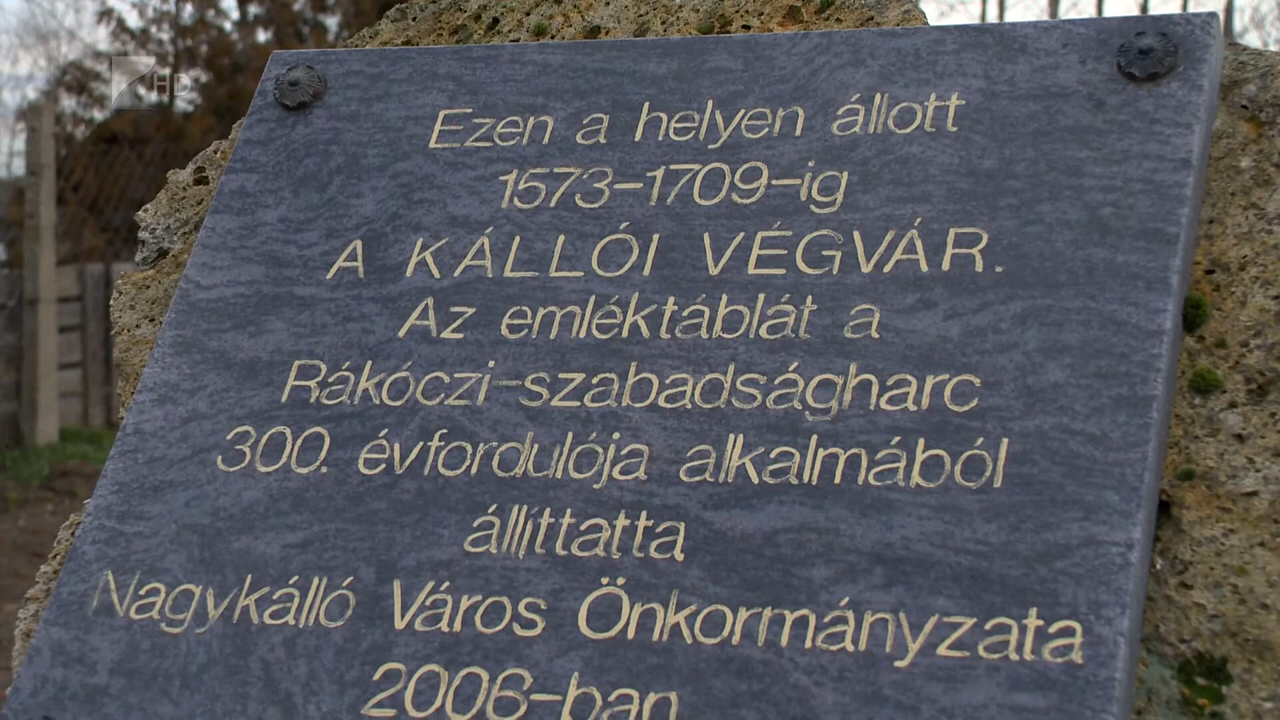 HD
Ezen a helyen állott
1573-1709-ig
A KÁLLÓI VÉGVÁR.
Az emléktáblát a
Rákóczi-szabadságharc
300. évfordulója alkalmából
állíttatta
Nagykálló Város Önkormányzata
2006-ban